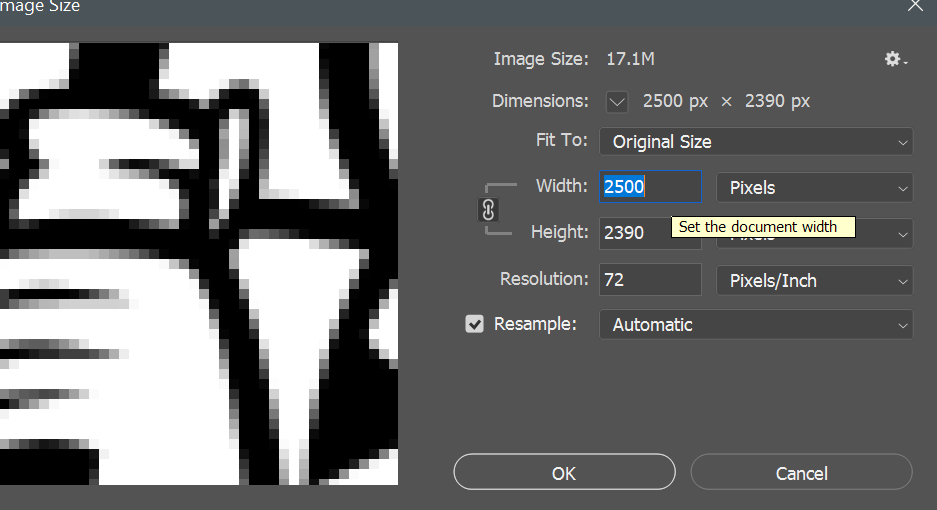 mage Size
Image Size: 17.1M
Dimensions: 2500 px × 2390 px
Fit To: Original Size
Width: 2500 Pixels
Set the document width
Height: 2390
Resolution: 72 Pixels/Inch
Resample: Automatic
OK Cancel